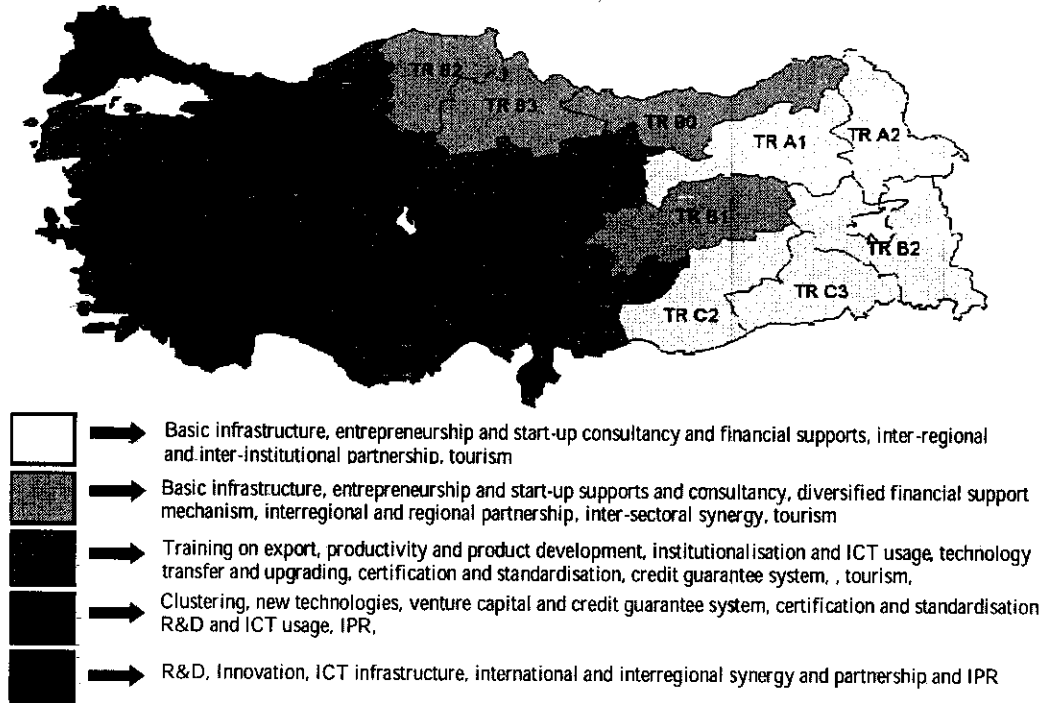 TR B2
TR B3
TR B0
TR A1
TR A2
TR B1
TR B2
TR C3
TR C2
Basic infrastructure, entrepreneurship and start-up consultancy and financial supports, inter-regional
and inter-institutional partnership, tourism
Basic infrastructure, entrepreneurship and start-up supports and consultancy, diversified financial support
mechanism, interregional and regional partnership, inter-sectoral synergy, tourism
Training on export, productivity and product development, institutionalisation and ICT usage, technology
transfer and upgrading, certification and standardisation, credit guarantee system, , tourism,
Clustering, new technologies, venture capital and credit guarantee system, certification and standardisation
R&D and ICT usage, IPR,
R&D, Innovation, ICT infrastructure, international and interregional synergy and partnership and IPR